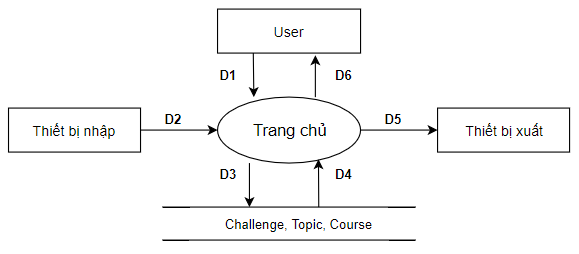 User
D1
D6
Thiết bị nhập
D2
Trang chủ
D5
Thiết bị xuất
D3
D4
Challenge, Topic, Course